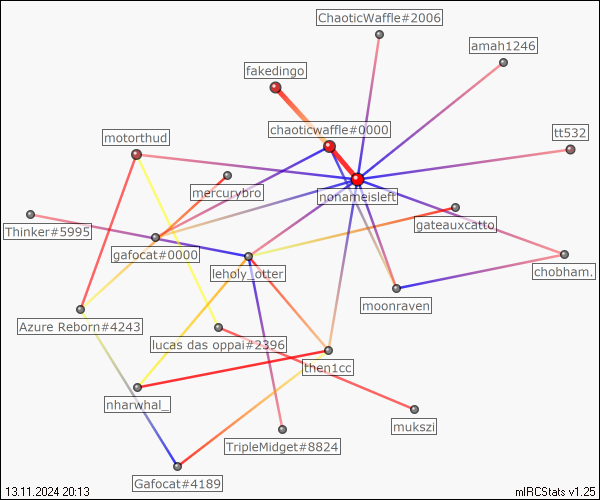 ChaoticWaffle#2006
amah1246
fakedingo
chaoticwaffle#0000
tt532
motorthud
mercurybro
nonameisleft
gateauxcatto
Thinker#5995
gafocat#0000
leholy_otter
chobham.
moonraven
Azure Reborn#4243
lucas das oppai#2396
then1cc
nharwhal_
mukszi
TripleMidget#8824
Gafocat#4189
13.11.2024 20:13
mIRCStats v1.25